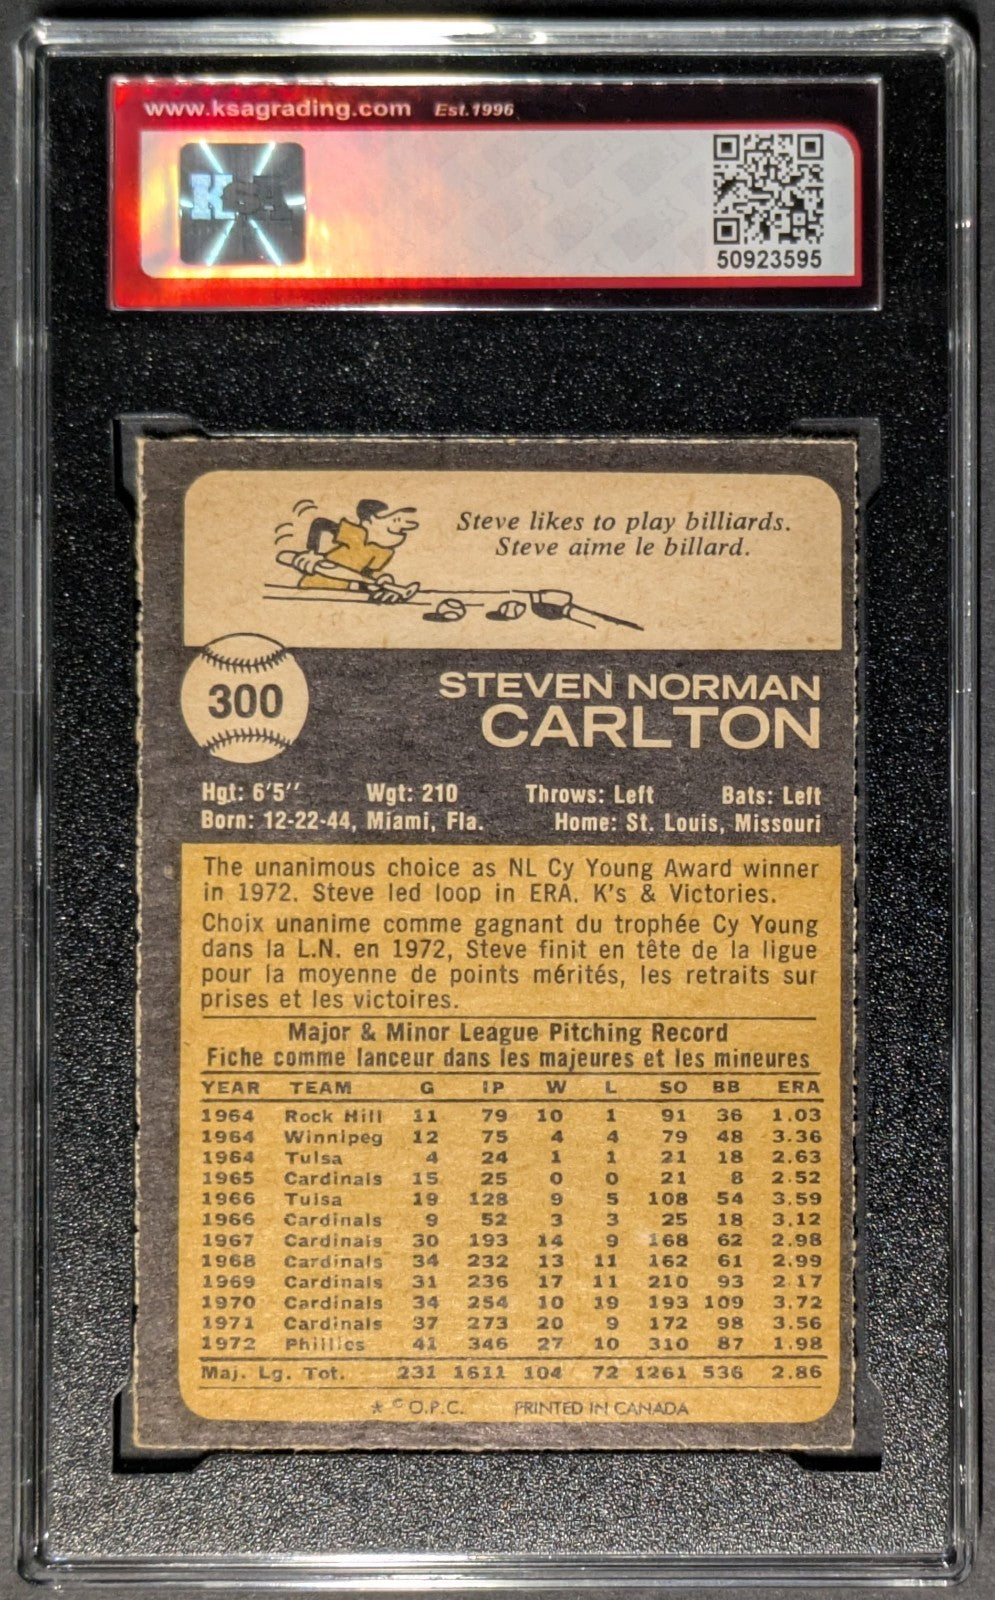 www.ksagrading.com Est.1996
KSA
50923595
Steve likes to play billiards.
Steve aime le billard.
300
STEVEN NORMAN
CARLTON
Hgt: 6'5'' Wgt: 210 Throws: Left Bats: Left
Born: 12-22-44, Miami, Fla. Home: St. Louis, Missouri
The unanimous choice as NL Cy Young Award winner
in 1972. Steve led loop in ERA. K's & Victories.
Choix unanime comme gagnant du trophée Cy Young
dans la L.N. en 1972, Steve finit en tête de la ligue
pour la moyenne de points mérités, les retraits sur
prises et les victoires.
Major & Minor League Pitching Record
Fiche comme lanceur dans les majeures et les mineures
YEAR TEAM G IP W L SO BB ERA
1964 Rock Hill 11 79 10 1 91 36 1.03
1964 Winnipeg 12 75 4 4 79 48 3.36
1964 Tulsa 4 24 1 1 21 18 2.63
1965 Cardinals 15 25 0 0 21 8 2.52
1966 Tulsa 19 128 9 5 108 54 3.59
1966 Cardinals 9 52 3 3 25 18 3.12
1967 Cardinals 30 193 14 9 168 62 2.98
1968 Cardinals 34 232 13 11 162 61 2.99
1969 Cardinals 31 236 17 11 210 93 2.17
1970 Cardinals 34 254 10 19 193 109 3.72
1971 Cardinals 37 273 20 9 172 98 3.56
1972 Phillies 41 346 27 10 310 87 1.98
Maj. Lg. Tot. 231 1611 104 72 1261 536 2.86
* © O.P.C. PRINTED IN CANADA